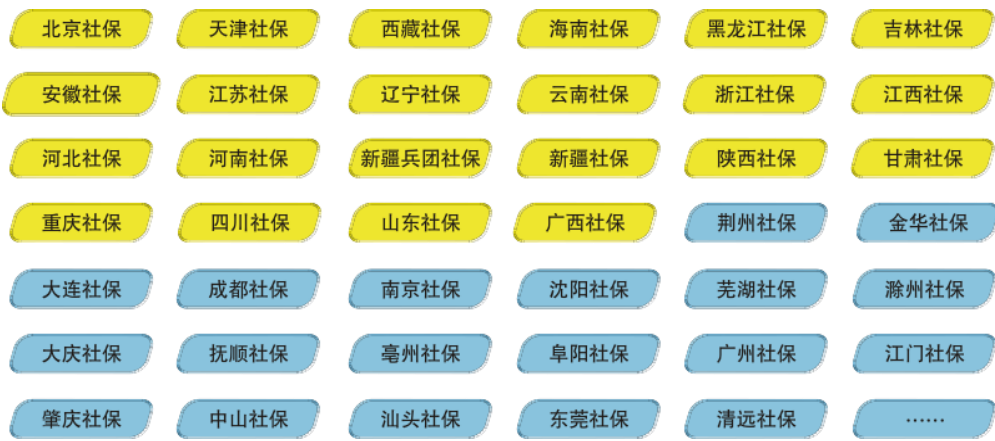 北京社保 天津社保 西藏社保 海南社保 黑龙江社保 吉林社保
安徽社保 江苏社保 辽宁社保 云南社保 浙江社保 江西社保
河北社保 河南社保 新疆兵团社保 新疆社保 陕西社保 甘肃社保
重庆社保 四川社保 山东社保 广西社保 荆州社保 金华社保
大连社保 成都社保 南京社保 沈阳社保 芜湖社保 滁州社保
大庆社保 抚顺社保 亳州社保 阜阳社保 广州社保 江门社保
肇庆社保 中山社保 汕头社保 东莞社保 清远社保 ……